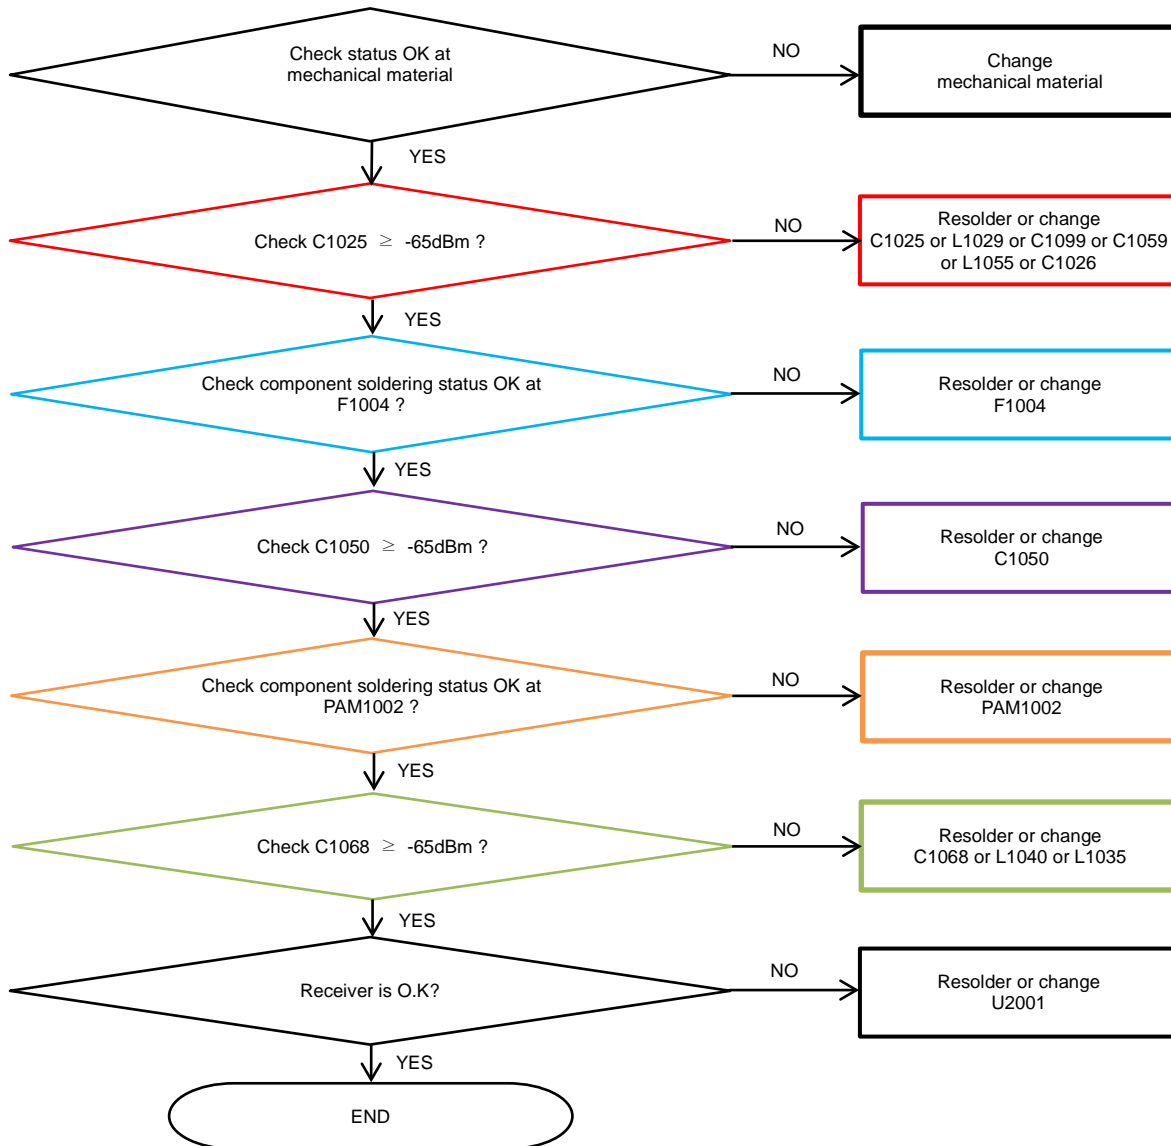 Check status OK at
mechanical material
NO
Change
mechanical material
YES
Check C1025 ≥ -65dBm ?
NO
Resolder or change
C1025 or L1029 or C1099 or C1059
or L1055 or C1026
YES
Check component soldering status OK at
F1004 ?
NO
Resolder or change
F1004
YES
Check C1050 ≥ -65dBm ?
NO
Resolder or change
C1050
YES
Check component soldering status OK at
PAM1002 ?
NO
Resolder or change
PAM1002
YES
Check C1068 ≥ -65dBm ?
NO
Resolder or change
C1068 or L1040 or L1035
YES
Receiver is O.K?
NO
Resolder or change
U2001
YES
END